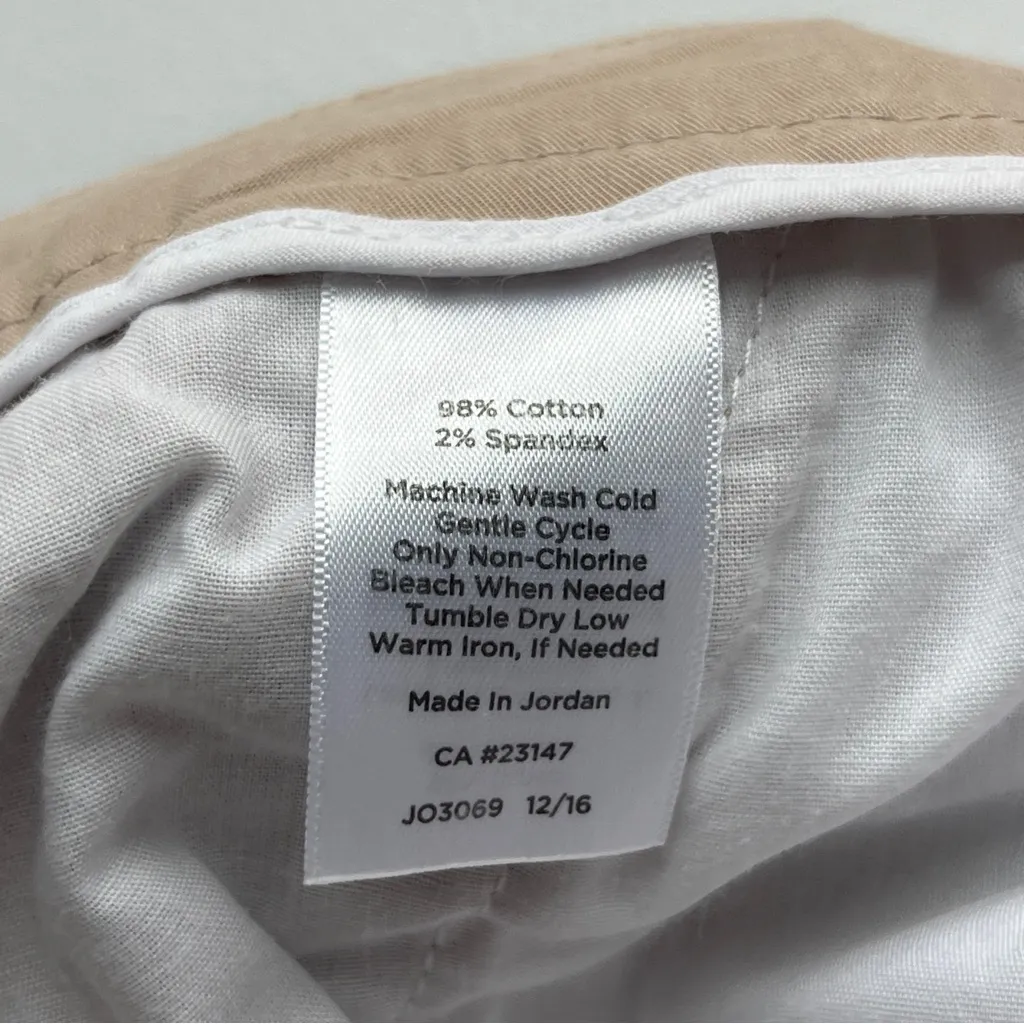 98% Cotton
2% Spandex
Machine Wash Cold
Gentle Cycle
Only Non-Chlorine
Bleach When Needed
Tumble Dry Low
Warm Iron, If Needed
Made In Jordan
CA #23147
JO3069 12/16